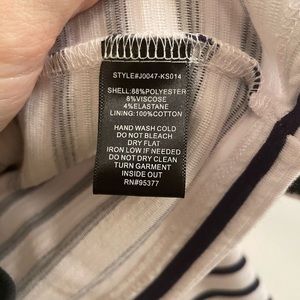 STYLE#J0047-KS014
SHELL:88%POLYESTER
8%VISCOSE
4%ELASTANE
LINING:100%COTTON
HAND WASH COLD
DO NOT BLEACH
DRY FLAT
IRON LOW IF NEEDED
DO NOT DRY CLEAN
TURN GARMENT
INSIDE OUT
RN#95377